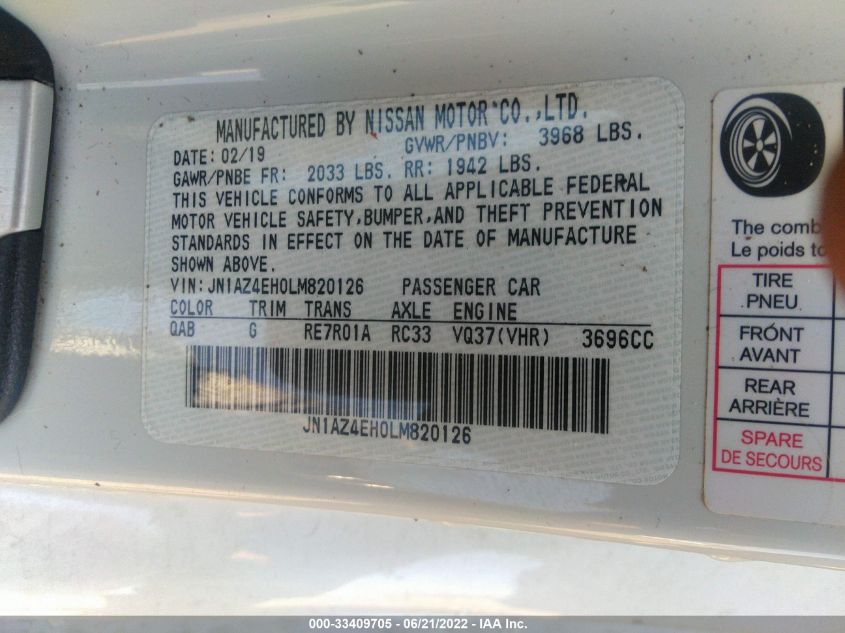 MANUFACTURED BY NISSAN MOTOR CO.,LTD.
DATE: 02/19 GVWR/PNBV: 3968 LBS.
GAWR/PNBE FR: 2033 LBS. RR: 1942 LBS.
THIS VEHICLE CONFORMS TO ALL APPLICABLE FEDERAL
MOTOR VEHICLE SAFETY,BUMPER,AND THEFT PREVENTION
STANDARDS IN EFFECT ON THE DATE OF MANUFACTURE
SHOWN ABOVE.
VIN:JN1AZ4EH0LM820126 PASSENGER CAR
COLOR TRIM TRANS AXLE ENGINE
QAB G RE7R01A RC33 VQ37(VHR) 3696CC
JN1AZ4EH0LM820126
The comb
Le poids to
TIRE
PNEU
FRONT
AVANT
REAR
ARRIÈRE
SPARE
DE SECOURS
000-33409705 - 06/21/2022 - IAA Inc.